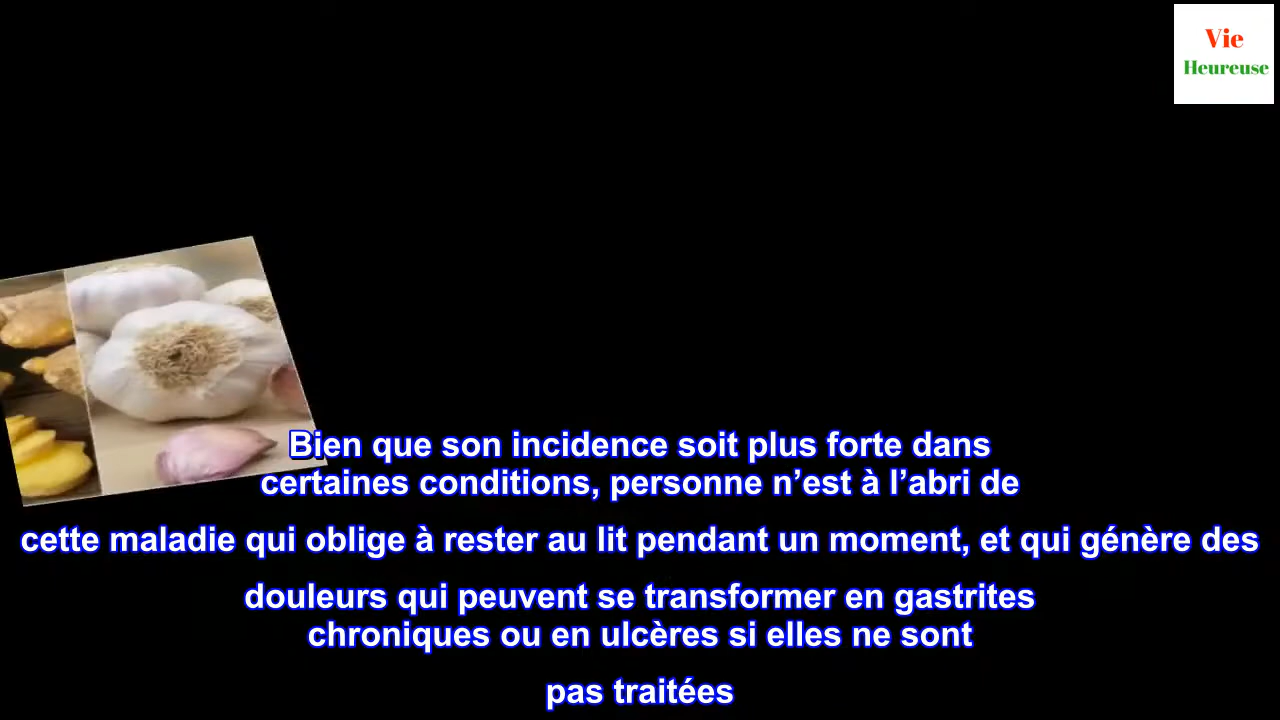 Vie
Heureuse
Bien que son incidence soit plus forte dans
certaines conditions, personne n’est à l’abri de
cette maladie qui oblige à rester au lit pendant un moment, et qui génère des
douleurs qui peuvent se transformer en gastrites
chroniques ou en ulcères si elles ne sont
pas traitées